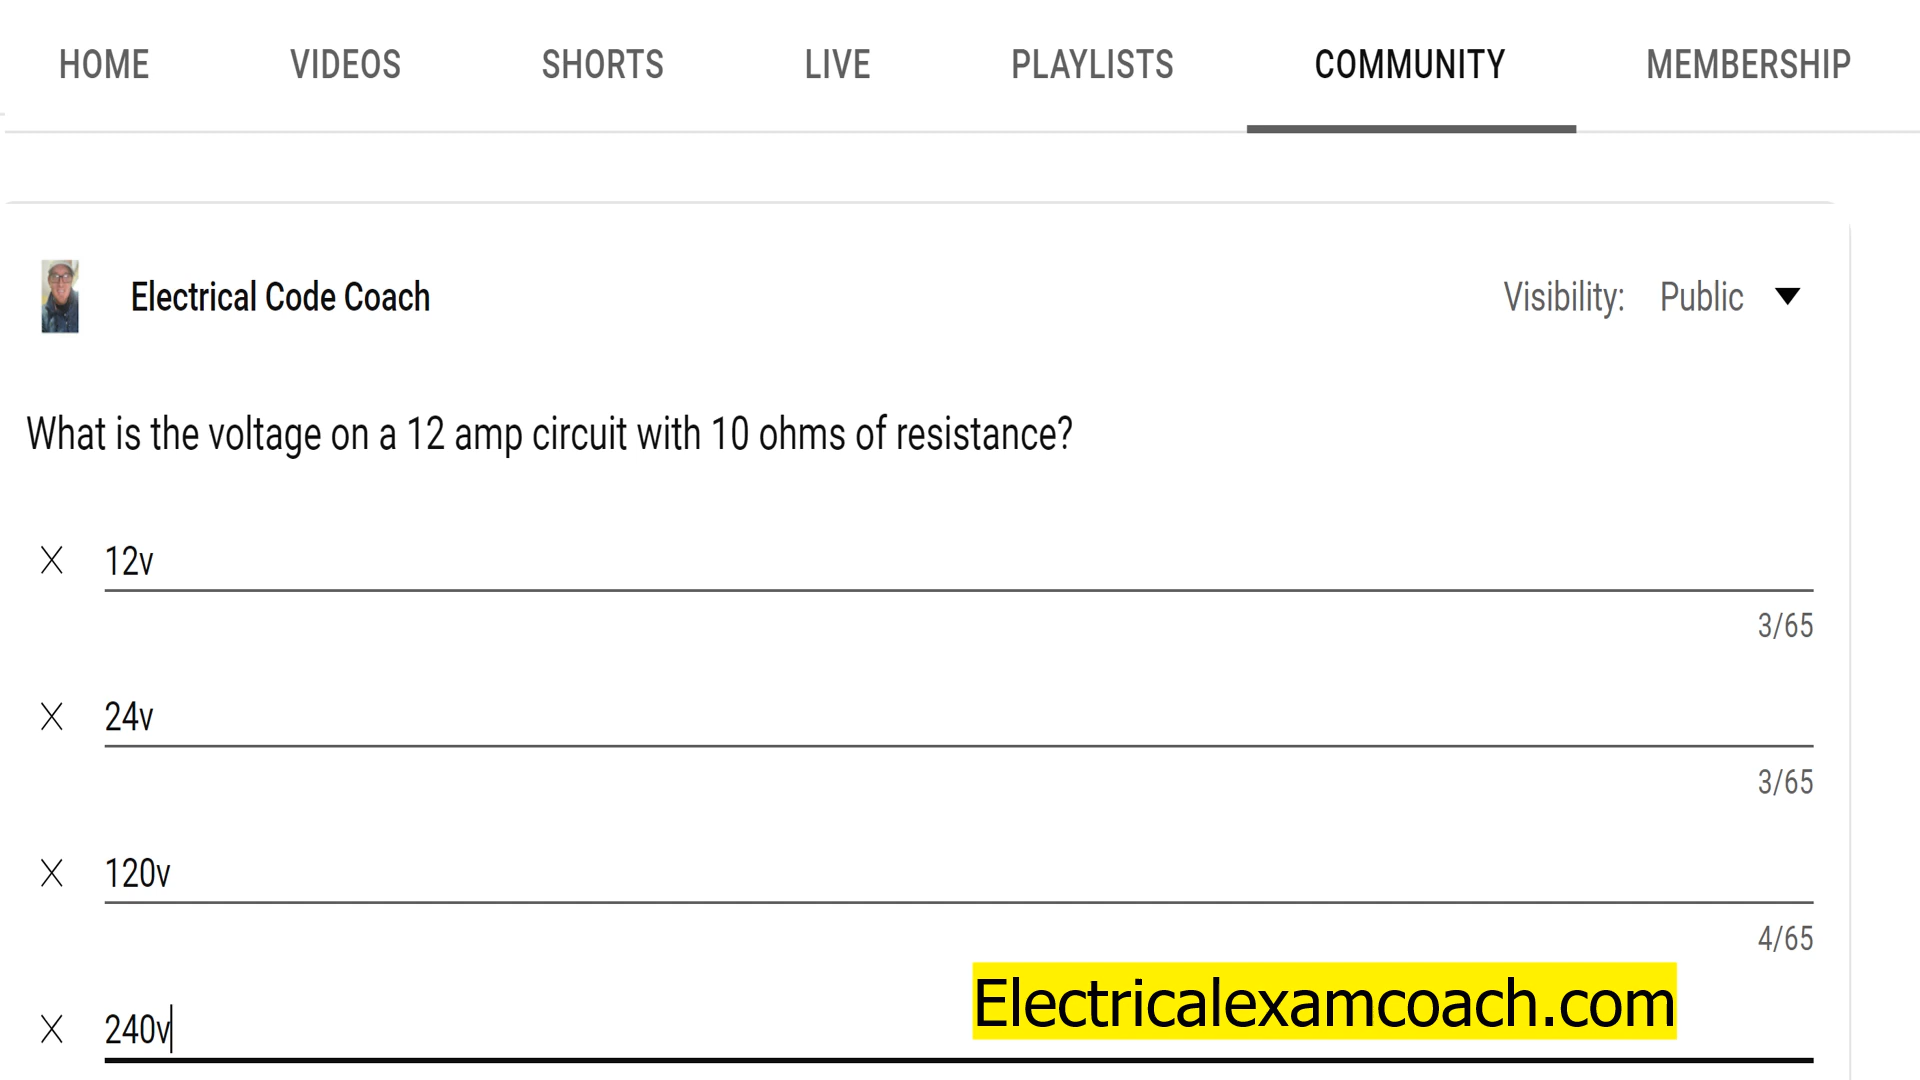 HOME VIDEOS SHORTS LIVE PLAYLISTS COMMUNITY MEMBERSHIP
Electrical Code Coach Visibility: Public
What is the voltage on a 12 amp circuit with 10 ohms of resistance?
12v
3/65
24v
3/65
120v
4/65
240v
Electricalexamcoach.com